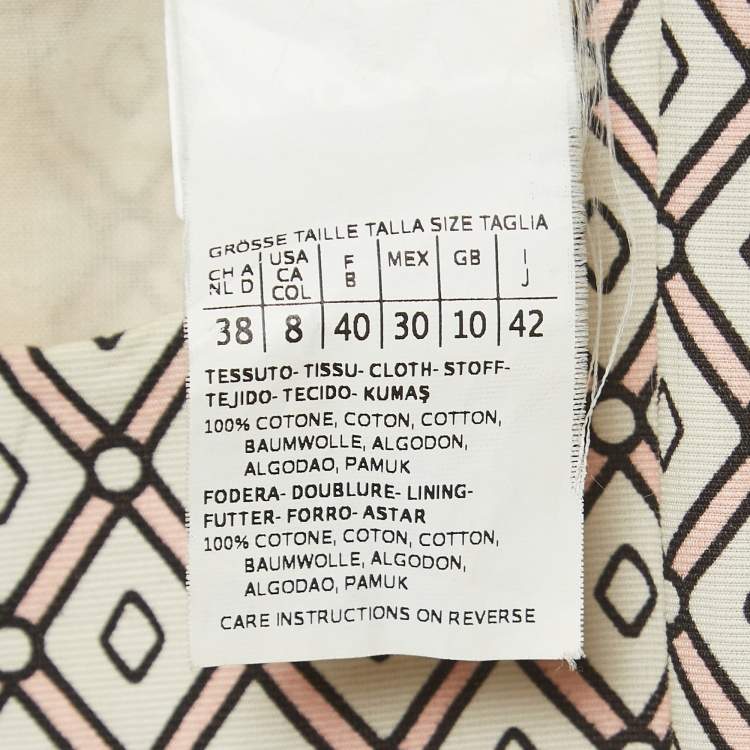 GRÖSSE TAILLE TALLA SIZE TAGLIA
CH A NL D USA CA COL F B MEX GB I J
38 8 40 30 10 42
TESSUTO- TISSU- CLOTH- STOFF-
TEJIDO- TECIDO- KUMAŞ
100% COTONE, COTON, COTTON,
BAUMWOLLE, ALGODON,
ALGODAO, PAMUK
FODERA- DOUBLURE- LINING-
FUTTER- FORRO- ASTAR
100% COTONE, COTON, COTTON,
BAUMWOLLE, ALGODON,
ALGODAO, PAMUK
CARE INSTRUCTIONS ON REVERSE